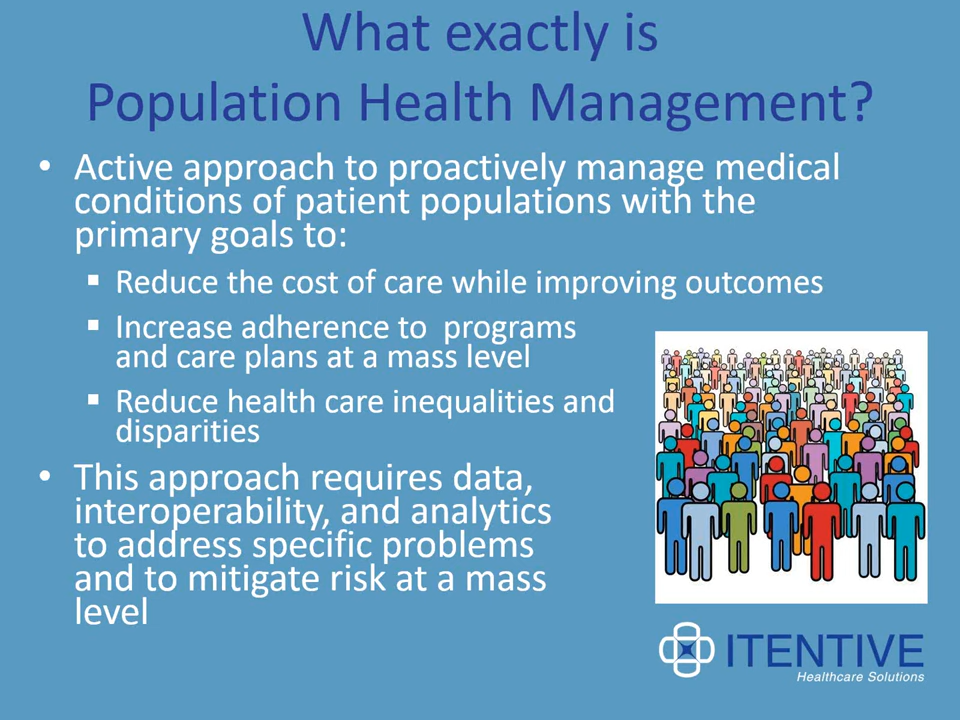 What exactly is
Population Health Management?
• Active approach to proactively manage medical
conditions of patient populations with the
primary goals to:
▪ Reduce the cost of care while improving outcomes
▪ Increase adherence to  programs
and care plans at a mass level
▪ Reduce health care inequalities and
disparities
• This approach requires data,
interoperability, and analytics
to address specific problems
and to mitigate risk at a mass
level
ITENTIVE
Healthcare Solutions